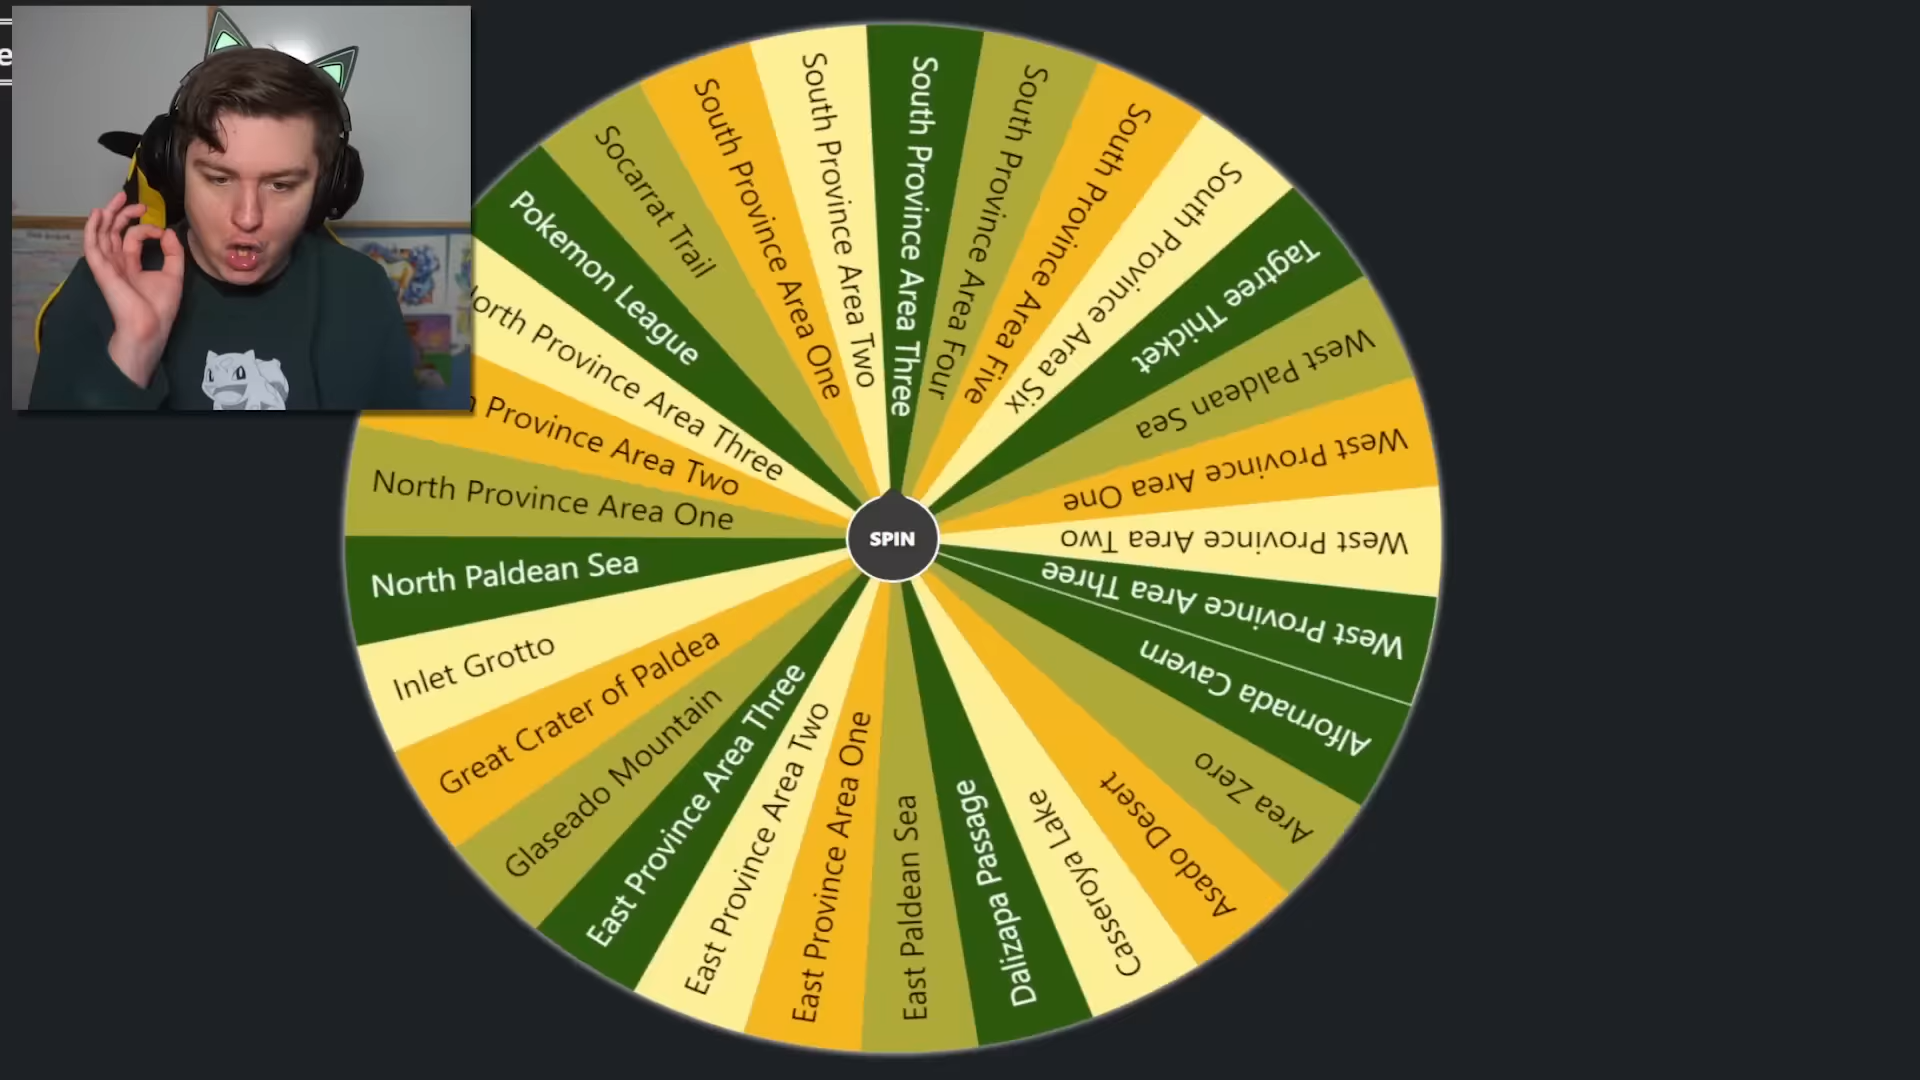 e
South Province Area Three
South Province Area Four
South Province Area Five
South Province Area Six
Tagtree Thicket
West Paldean Sea
West Province Area One
West Province Area Two
West Province Area Three
Alfornada Cavern
Area Zero
Asado Desert
Casseroya Lake
Dalizapa Passage
East Paldean Sea
East Province Area One
East Province Area Two
East Province Area Three
Glaseado Mountain
Great Crater of Paldea
Inlet Grotto
North Paldean Sea
North Province Area One
Province Area Two
orth Province Area Three
Pokemon League
Socarrat Trail
South Province Area One
South Province Area Two
SPIN